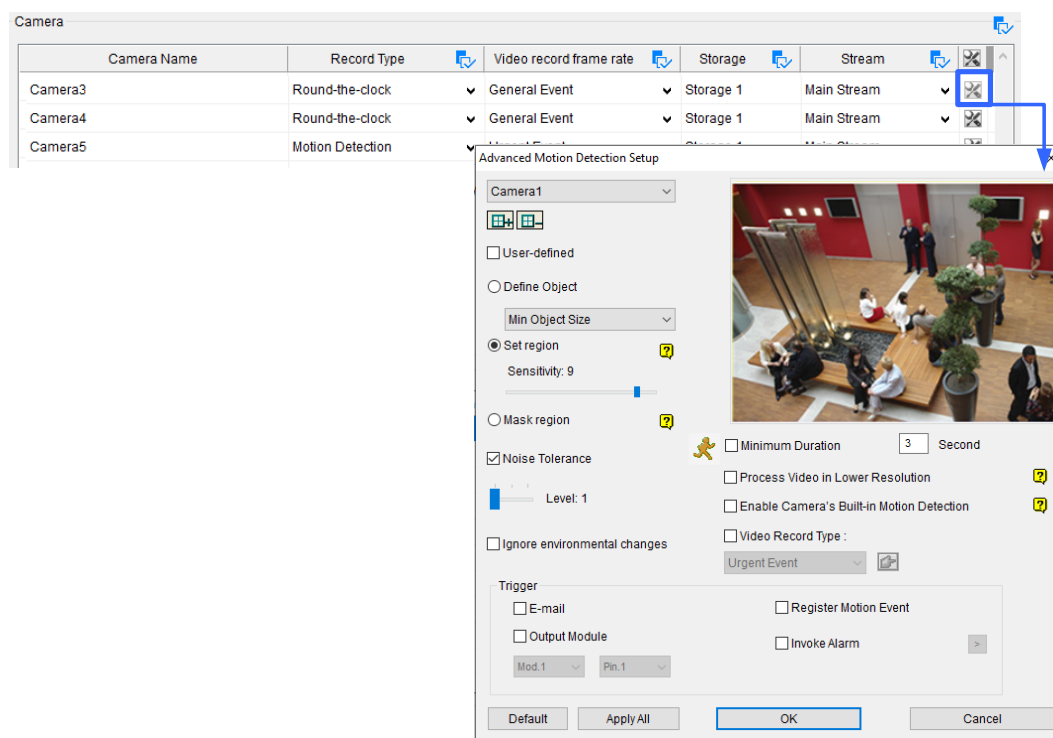 Camera
Camera Name Record Type Video record frame rate Storage Stream
Camera3 Round-the-clock General Event Storage 1 Main Stream
Camera4 Round-the-clock General Event Storage 1 Main Stream
Camera5 Motion Detection
Advanced Motion Detection Setup
Camera1
User-defined
Define Object
Min Object Size
Set region
Sensitivity: 9
Mask region
Noise Tolerance
Level: 1
Ignore environmental changes
Minimum Duration 3 Second
Process Video in Lower Resolution
Enable Camera's Built-in Motion Detection
Video Record Type :
Urgent Event
Trigger
E-mail
Register Motion Event
Output Module
Invoke Alarm >
Mod.1 Pin.1
Default Apply All OK Cancel